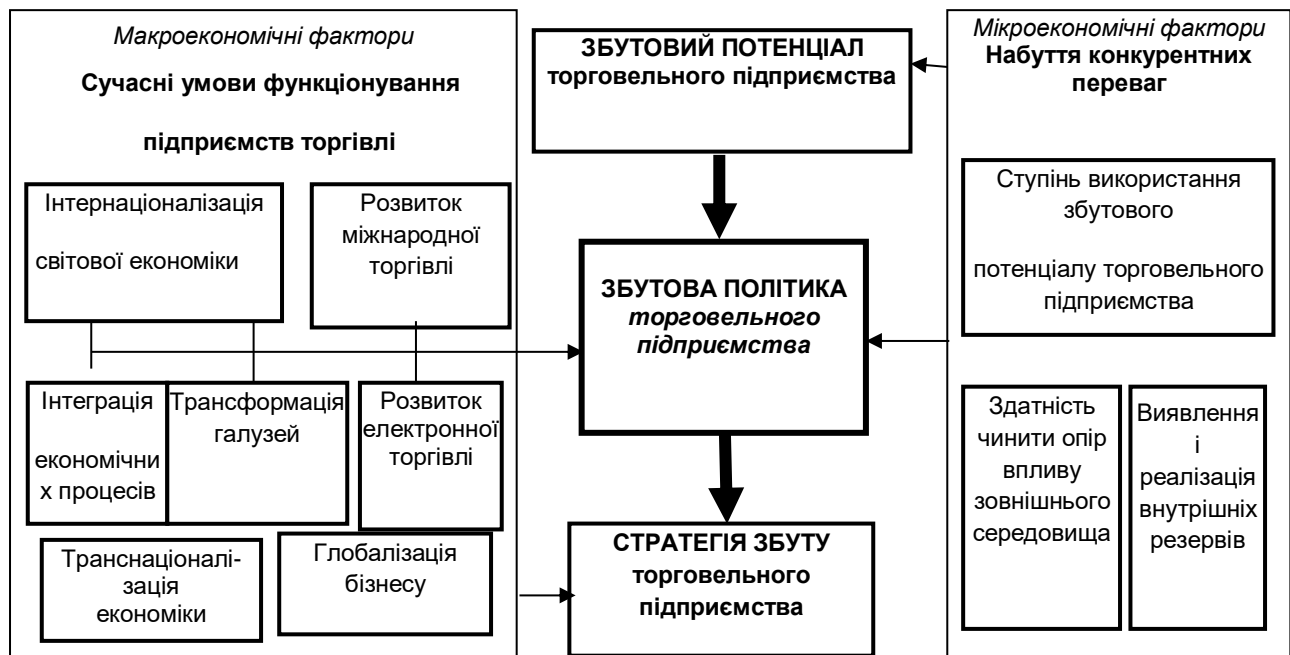 Макроекономічні фактори
Сучасні умови функціонування
підприємств торгівлі
Інтернаціоналізація
світової економіки
Розвиток
міжнародної
торгівлі
Інтеграція
економічни
х процесів
Трансформація
галузей
Розвиток
електронної
торгівлі
Транснаціоналі-
зація
економіки
Глобалізація
бізнесу
ЗБУТОВИЙ ПОТЕНЦІАЛ
торговельного підприємства
ЗБУТОВА ПОЛІТИКА
торговельного
підприємства
СТРАТЕГІЯ ЗБУТУ
торговельного
підприємства
Мікроекономічні фактори
Набуття конкурентних
переваг
Ступінь використання
збутового
потенціалу торговельного
підприємства
Здатність
чинити опір
впливу
зовнішнього
середовища
Виявлення
і
реалізація
внутрішніх
резервів